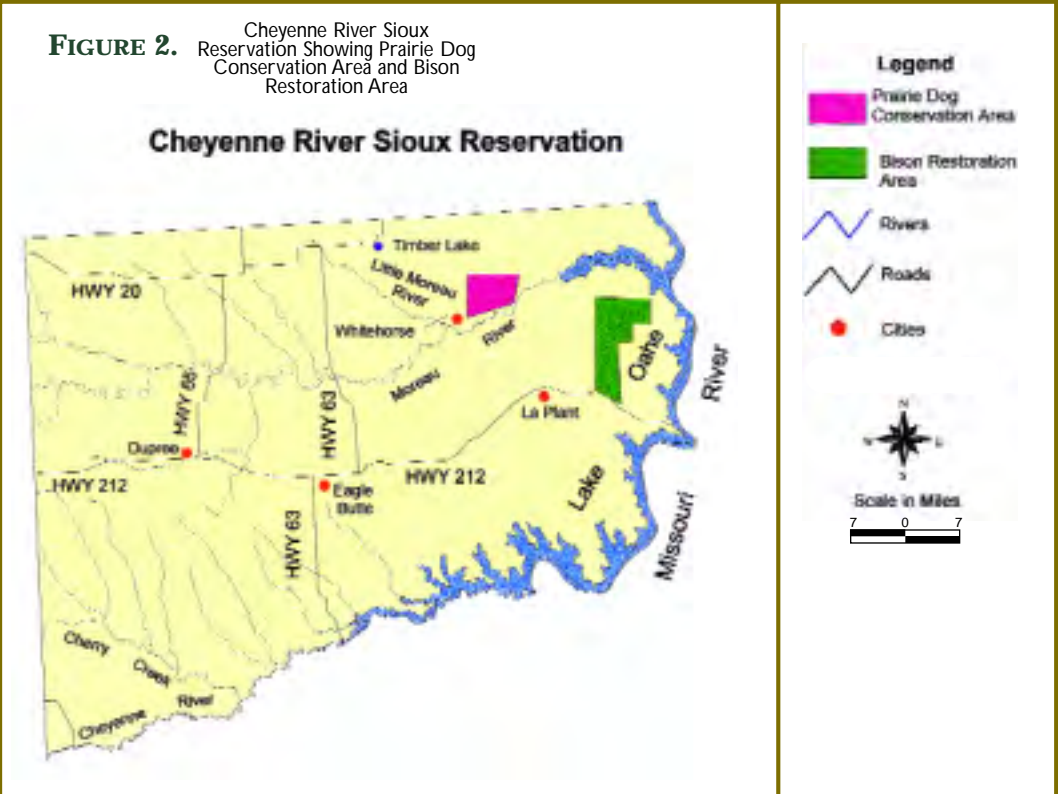 FIGURE 2.
Cheyenne River Sioux
Reservation Showing Prairie Dog
Conservation Area and Bison
Restoration Area
Cheyenne River Sioux Reservation
Timber Lake
HWY 20
Little Moreau
River
Whitehorse
River
Moreau
HWY 65
HWY 63
Oahe
River
La Plant
Dupree
HWY 212
HWY 212
Eagle
Butte
Lake
HWY 63
Missouri
Cherry
Creek
River
Cheyenne
Legend
Prairie Dog
Conservation Area
Bison Restoration
Area
Rivers
Roads
Cities
N
W
E
S
Scale in Miles
7 0 7